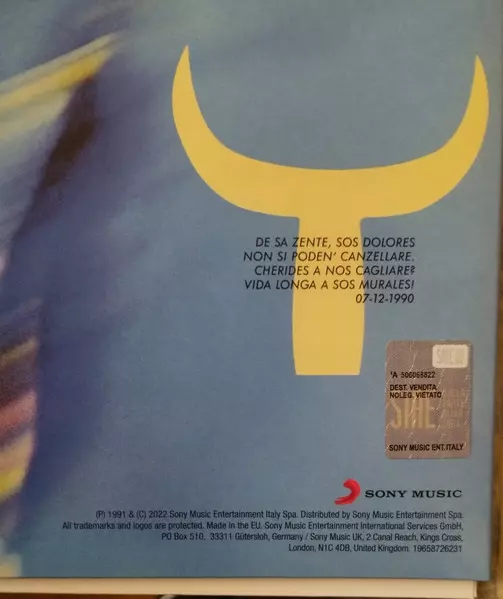 DE SA ZENTE, SOS DOLORES
NON SI PODEN' CANZELLARE.
CHERIDES A NOS CAGLIARE?
VIDA LONGA A SOS MURALES!
07-12-1990
SIAE
DEST. VENDITA
NOLEG. VIETATO
SIAE
SONY MUSIC ENT.ITALY
SONY MUSIC
(P) 1991 & (C) 2022 Sony Music Entertainment Italy Spa. Distributed by Sony Music Entertainment Spa.
All trademarks and logos are protected. Made in the EU. Sony Music Entertainment International Services GmbH,
PO Box 510, 33311 Gütersloh, Germany / Sony Music UK, 2 Canal Reach, Kings Cross,
London, N1C 4DB, United Kingdom. 19658726231